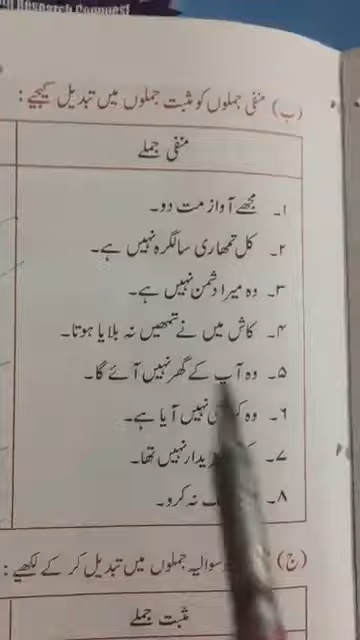 Research Conquest
(ب) منفی جملوں کو مثبت جملوں میں تبدیل کیجیے :
منفی جملے
۱۔ مجھے آواز مت دو۔
۲۔ کل تمھاری سالگرہ نہیں ہے۔
۳۔ وہ میرا دشمن نہیں ہے۔
۴۔ کاش میں نے تمھیں نہ بلایا ہوتا۔
۵۔ وہ آپ کے گھر نہیں آئے گا۔
۶۔ وہ نہیں آیا ہے۔
۷۔ نہیں تھا۔
۸۔ نہ کرو۔
(ج) سوالیہ جملوں میں تبدیل کر کے لکھیے :
مثبت جملے